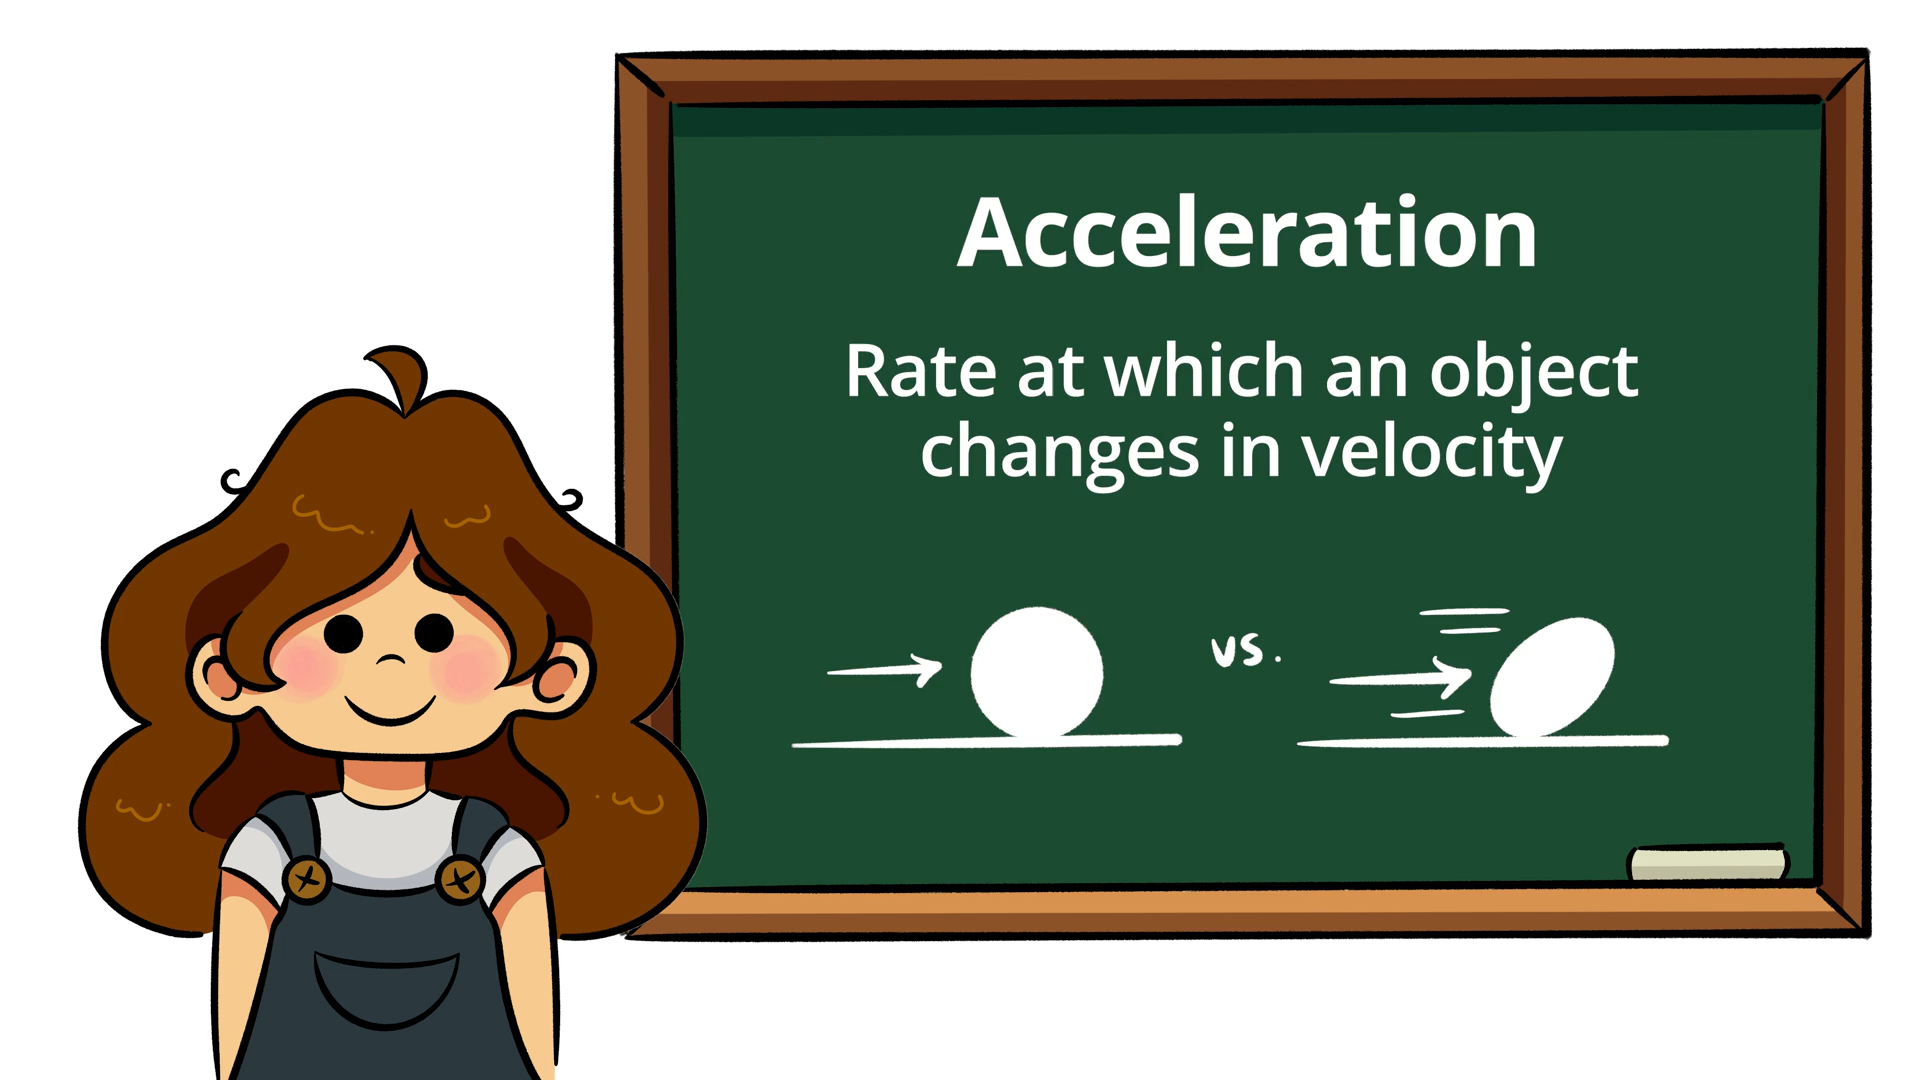 Acceleration
Rate at which an object
changes in velocity
vs.